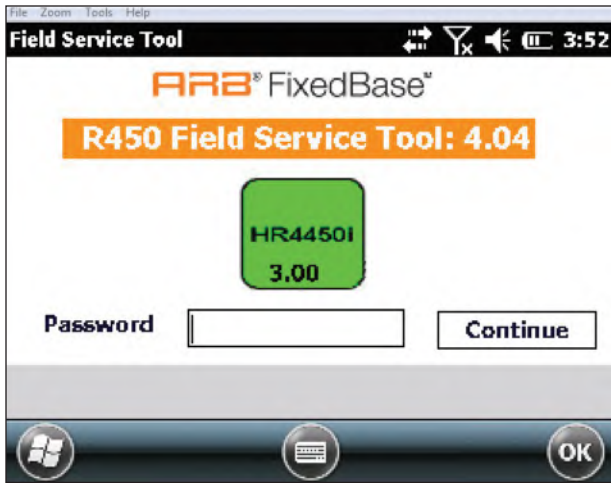 File Zoom Tools Help
Field Service Tool 3:52
ARB® FixedBase™
R450 Field Service Tool: 4.04
HR4450I
3.00
Password Continue
OK